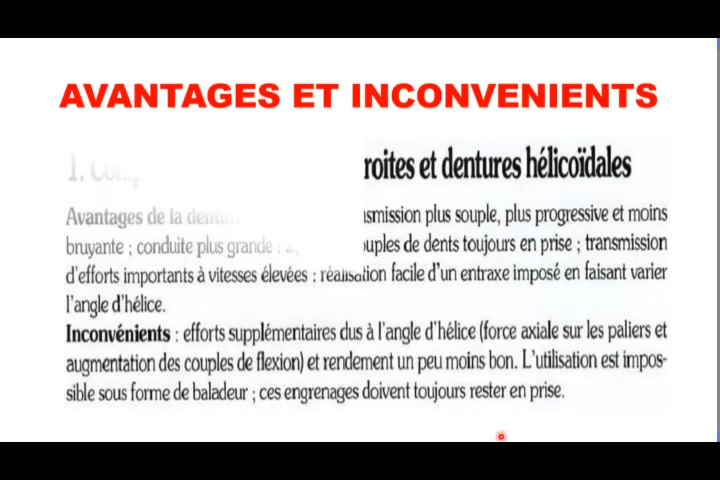 AVANTAGES ET INCONVENIENTS
1. Comp roites et dentures hélicoïdales
Avantages de la smission plus souple, plus progressive et moins
bruyante ; conduite plus grande : uples de dents toujours en prise ; transmission
d'efforts importants à vitesses élevées ; réalisation facile d'un entraxe imposé en faisant varier
l'angle d'hélice.
Inconvénients : efforts supplémentaires dus à l'angle d'hélice (force axiale sur les paliers et
augmentation des couples de flexion) et rendement un peu moins bon. L'utilisation est impos-
sible sous forme de baladeur ; ces engrenages doivent toujours rester en prise.